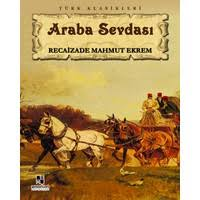 TÜRK KLASİKLERİ
Araba Sevdası
RECAİZADE MAHMUT EKREM